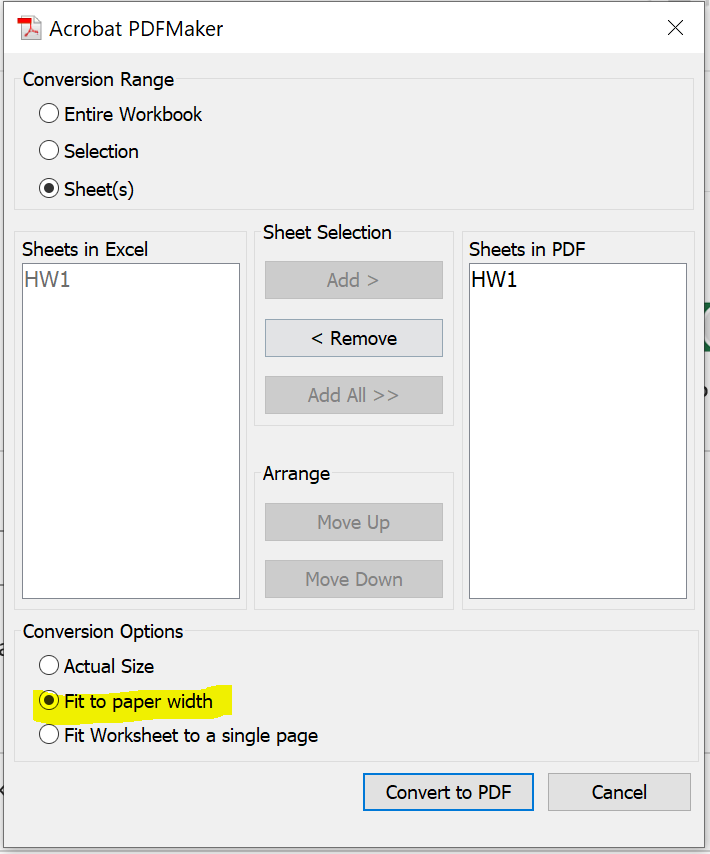 Acrobat PDFMaker
Conversion Range
Entire Workbook
Selection
Sheet(s)
Sheets in Excel
HW1
Sheet Selection
Add >
< Remove
Add All >>
Arrange
Move Up
Move Down
Sheets in PDF
HW1
Conversion Options
Actual Size
Fit to paper width
Fit Worksheet to a single page
Convert to PDF
Cancel